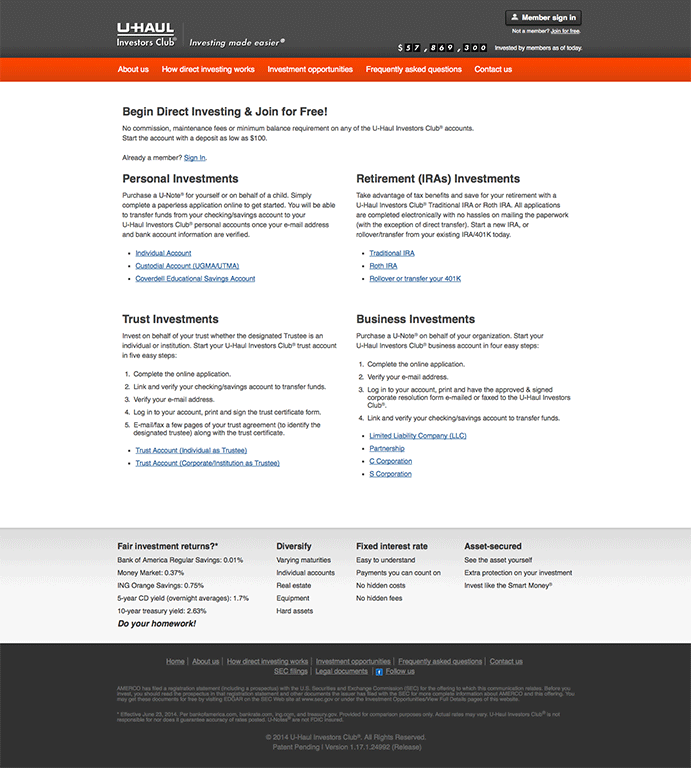 U-HAUL
Investors Club®
Investing made easier®
Member sign in
Not a member? Join for free.
$ 57,869,300 Invested by members as of today.
About us How direct investing works Investment opportunities Frequently asked questions Contact us
Begin Direct Investing & Join for Free!
No commission, maintenance fees or minimum balance requirement on any of the U-Haul Investors Club® accounts.
Start the account with a deposit as low as $100.
Already a member? Sign In.
Personal Investments
Purchase a U-Note® for yourself or on behalf of a child. Simply
complete a paperless application online to get started. You will be able
to transfer funds from your checking/savings account to your
U-Haul Investors Club® personal accounts once your e-mail address
and bank account information are verified.
• Individual Account
• Custodial Account (UGMA/UTMA)
• Coverdell Educational Savings Account
Retirement (IRAs) Investments
Take advantage of tax benefits and save for your retirement with a
U-Haul Investors Club® Traditional IRA or Roth IRA. All applications
are completed electronically with no hassles on mailing the paperwork
(with the exception of direct transfer). Start a new IRA, or
rollover/transfer from your existing IRA/401K today.
• Traditional IRA
• Roth IRA
• Rollover or transfer your 401K
Trust Investments
Invest on behalf of your trust whether the designated Trustee is an
individual or institution. Start your U-Haul Investors Club® trust account
in five easy steps:
1. Complete the online application.
2. Link and verify your checking/savings account to transfer funds.
3. Verify your e-mail address.
4. Log in to your account, print and sign the trust certificate form.
5. E-mail/fax a few pages of your trust agreement (to identify the
designated trustee) along with the trust certificate.
• Trust Account (Individual as Trustee)
• Trust Account (Corporate/Institution as Trustee)
Business Investments
Purchase a U-Note® on behalf of your organization. Start your
U-Haul Investors Club® business account in four easy steps:
1. Complete the online application.
2. Verify your e-mail address.
3. Log in to your account, print and have the approved & signed
corporate resolution form e-mailed or faxed to the U-Haul Investors
Club®.
4. Link and verify your checking/savings account to transfer funds.
• Limited Liability Company (LLC)
• Partnership
• C Corporation
• S Corporation
Fair investment returns?*
Bank of America Regular Savings: 0.01%
Money Market: 0.37%
ING Orange Savings: 0.75%
5-year CD yield (overnight averages): 1.7%
10-year treasury yield: 2.63%
Do your homework!
Diversify
Varying maturities
Individual accounts
Real estate
Equipment
Hard assets
Fixed interest rate
Easy to understand
Payments you can count on
No hidden costs
No hidden fees
Asset-secured
See the asset yourself
Extra protection on your investment
Invest like the Smart Money®
Home | About us | How direct investing works | Investment opportunities | Frequently asked questions | Contact us
SEC filings | Legal documents | f Follow us
AMERCO has filed a registration statement (including a prospectus) with the U.S. Securities and Exchange Commission (SEC) for the offering to which this communication relates. Before you
invest, you should read the prospectus in that registration statement and other documents the issuer has filed with the SEC for more complete information about AMERCO and this offering. You
may get these documents for free by visiting EDGAR on the SEC Web site at www.sec.gov or under the Investment Opportunities/View Full Details pages of this website.
* Effective June 23, 2014. Per bankofamerica.com, bankrate.com, ing.com, and treasury.gov. Provided for comparison purposes only. Actual rates may vary. U-Haul Investors Club® is not
responsible for nor does it guarantee accuracy of rates posted. U-Notes® are not FDIC insured.
© 2014 U-Haul Investors Club®. All Rights Reserved.
Patent Pending | Version 1.17.1.24992 (Release)